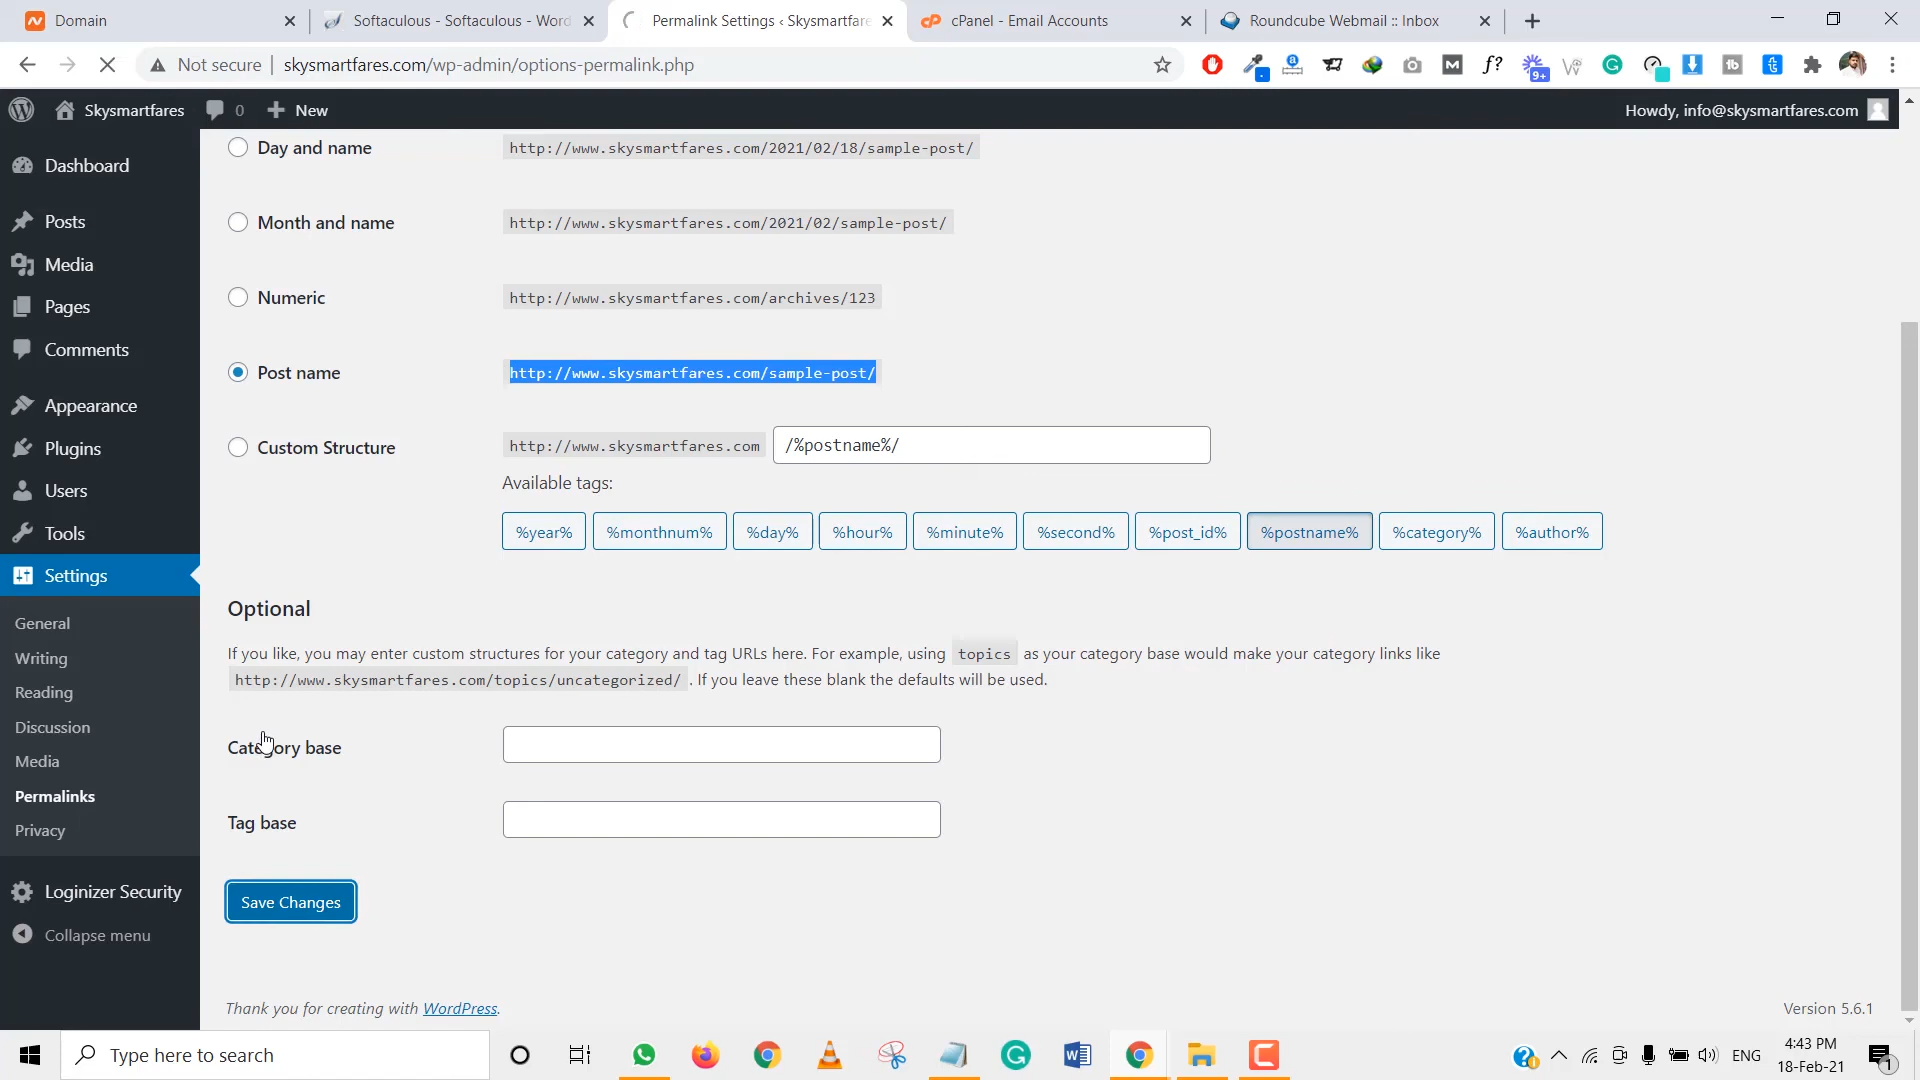 Domain
Softaculous - Softaculous - Word
Permalink Settings ‹ Skysmartfare
cPanel - Email Accounts
Roundcube Webmail :: Inbox
Not secure
skysmartfares.com/wp-admin/options-permalink.php
9+
Skysmartfares
0
New
Howdy, info@skysmartfares.com
Dashboard
Posts
Media
Pages
Comments
Appearance
Plugins
Users
Tools
Settings
General
Writing
Reading
Discussion
Media
Permalinks
Privacy
Loginizer Security
Collapse menu
Day and name
http://www.skysmartfares.com/2021/02/18/sample-post/
Month and name
http://www.skysmartfares.com/2021/02/sample-post/
Numeric
http://www.skysmartfares.com/archives/123
Post name
http://www.skysmartfares.com/sample-post/
Custom Structure
http://www.skysmartfares.com
/%postname%/
Available tags:
%year% %monthnum% %day% %hour% %minute% %second% %post_id% %postname% %category% %author%
Optional
If you like, you may enter custom structures for your category and tag URLs here. For example, using topics as your category base would make your category links like
http://www.skysmartfares.com/topics/uncategorized/ . If you leave these blank the defaults will be used.
Category base
Tag base
Save Changes
Thank you for creating with WordPress.
Version 5.6.1
Type here to search
ENG
4:43 PM
18-Feb-21
1